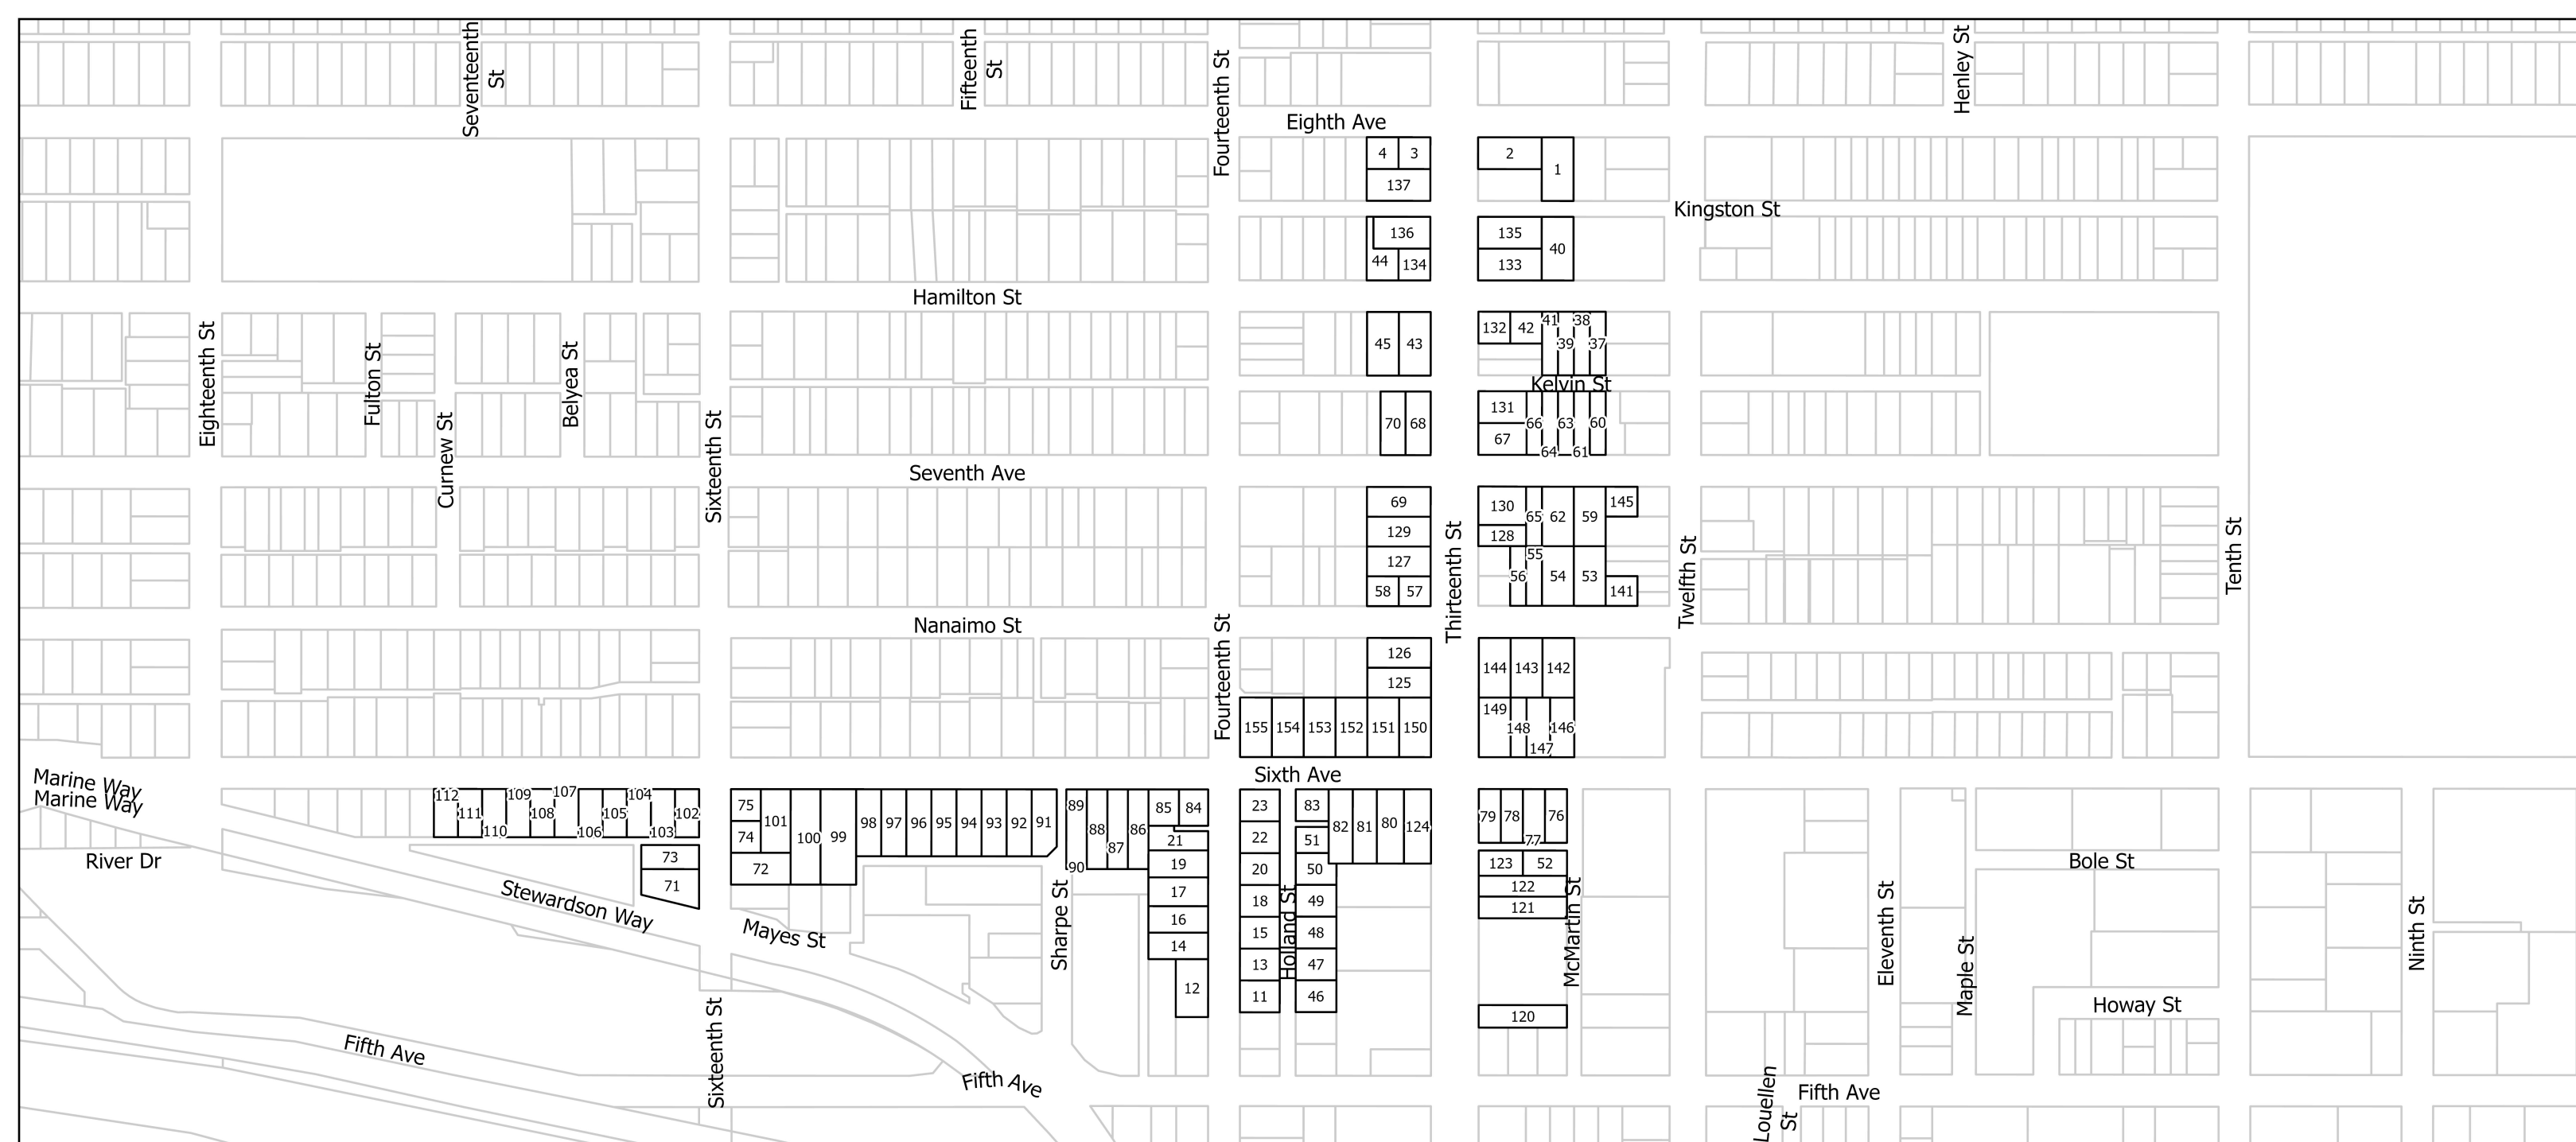 Seventeenth
St
Fifteenth
St
Fourteenth St
Henley St
Eighth Ave
4 3 2
137 1
Kingston St
136 135 40
44 134 133
Hamilton St
Eighteenth St
Fulton St
Curnew St
Belyea St
Sixteenth St
132 42 41 38
45 43 39 37
Kelvin St
131
70 68 66 63 60
67 64 61
Seventh Ave
69 130 65 62 59 145
129 128
127 55
58 57 56 54 53 141
Thirteenth St
Twelfth St
Tenth St
Nanaimo St
Fourteenth St
126 144 143 142
125
155 154 153 152 151 150 149 148 147 146
Sixth Ave
Marine Way
Marine Way
River Dr
112 111 110 109 108 107 106 105 104 103 102
73
71
75 101 100 99 98 97 96 95 94 93 92 91
74
72
89 88 87 86 85 84
90 21
19
17
16
14
12
23 83 82 81 80 124
22 51
20 50
18 49
15 48
13 47
11 46
79 78 77 76
123 52
122
121
120
Stewardson Way
Mayes St
Sharpe St
Holland St
McMartin St
Eleventh St
Maple St
Bole St
Howay St
Ninth St
Sixteenth St
Fifth Ave
Fifth Ave
Fifth Ave
Louellen
St